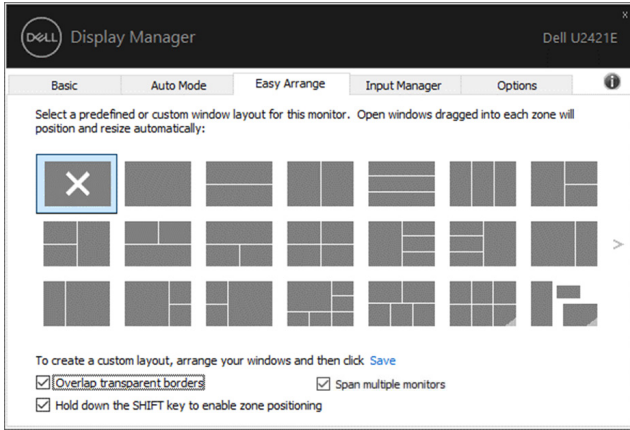 x
DELL Display Manager Dell U2421E
Basic Auto Mode Easy Arrange Input Manager Options
Select a predefined or custom window layout for this monitor. Open windows dragged into each zone will
position and resize automatically:
>
To create a custom layout, arrange your windows and then click Save
Overlap transparent borders Span multiple monitors
Hold down the SHIFT key to enable zone positioning